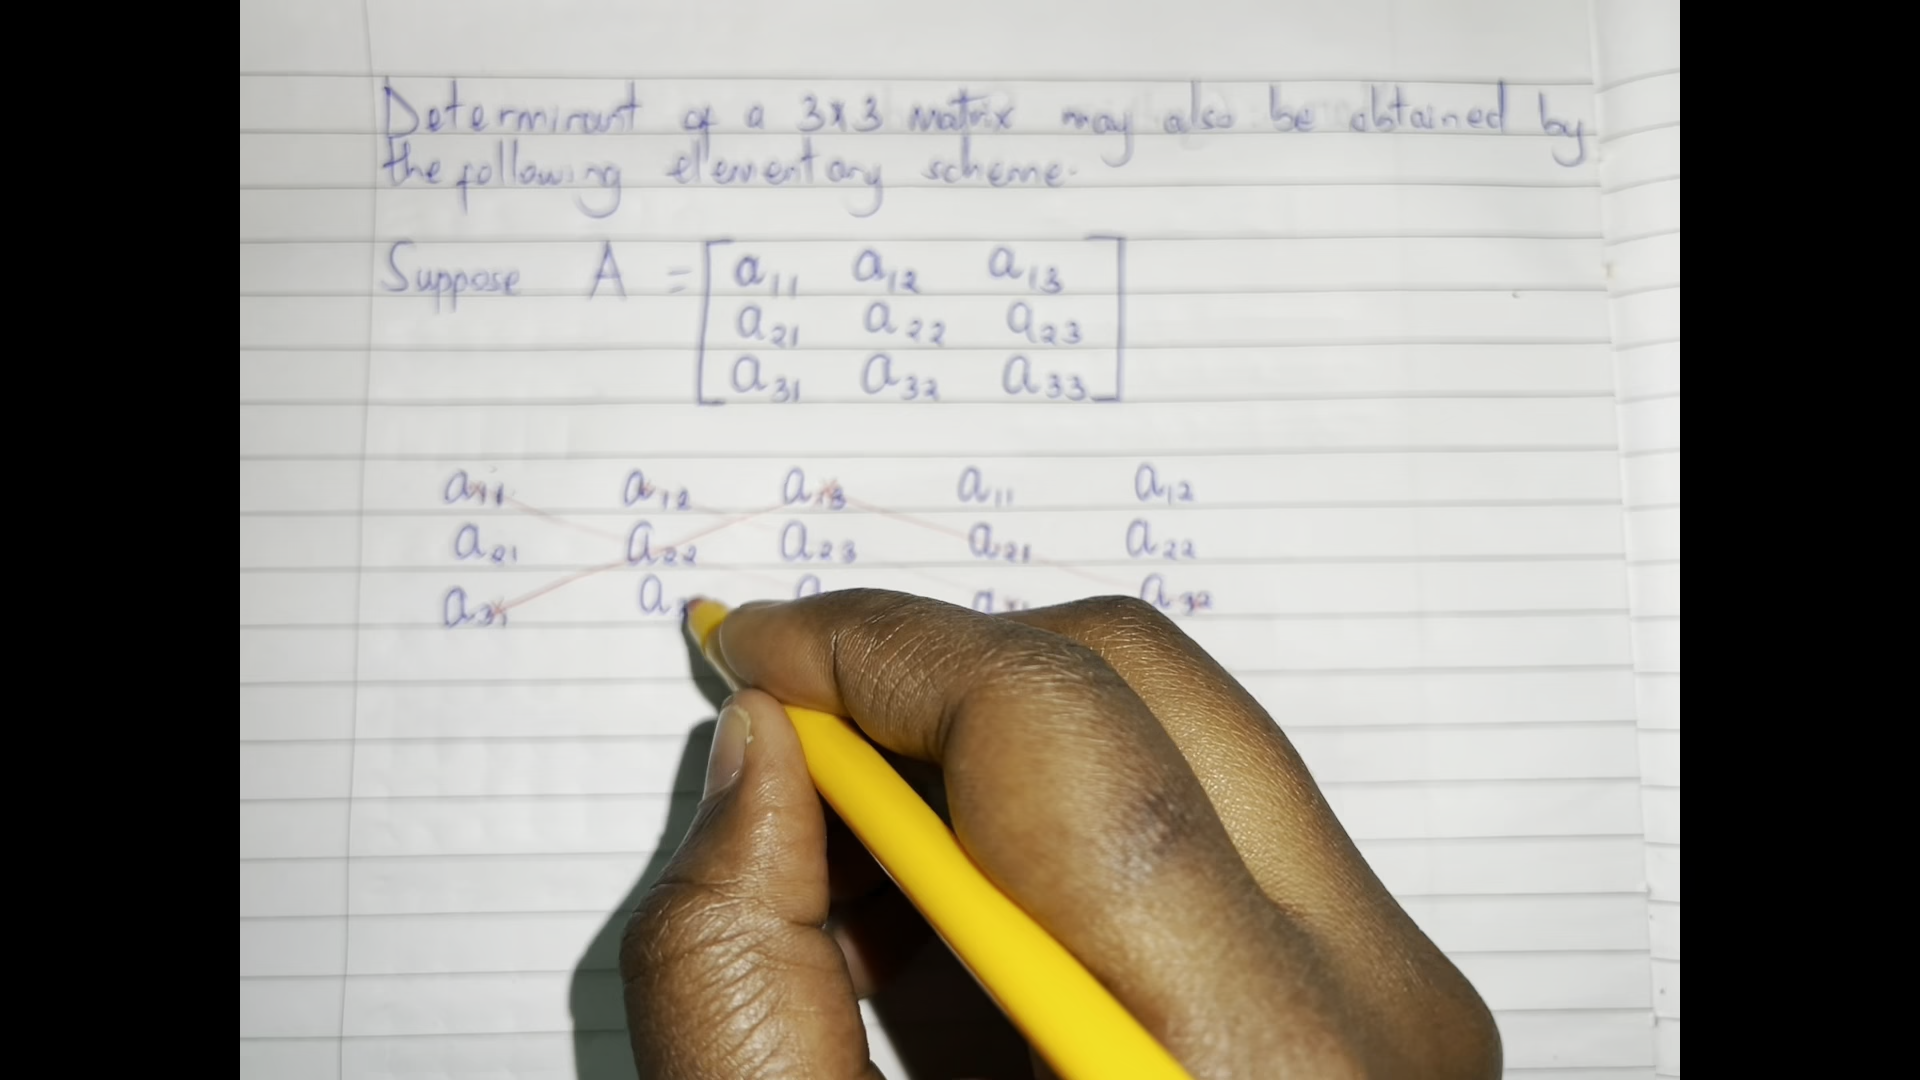 Determinant of a 3x3 matrix may also be obtained by
the following elementary scheme.
Suppose A = [a11 a12 a13
a21 a22 a23
a31 a32 a33]
a11 a12 a13 a11 a12
a21 a22 a23 a21 a22
a31 a32